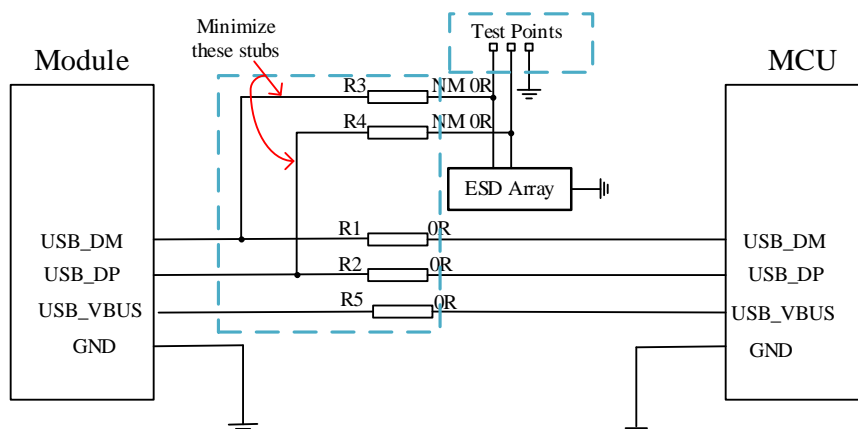 Minimize
these stubs
Test Points
Module
MCU
R3
NM 0R
R4
NM 0R
ESD Array
USB_DM
R1
0R
USB_DM
USB_DP
R2
0R
USB_DP
USB_VBUS
R5
0R
USB_VBUS
GND
GND